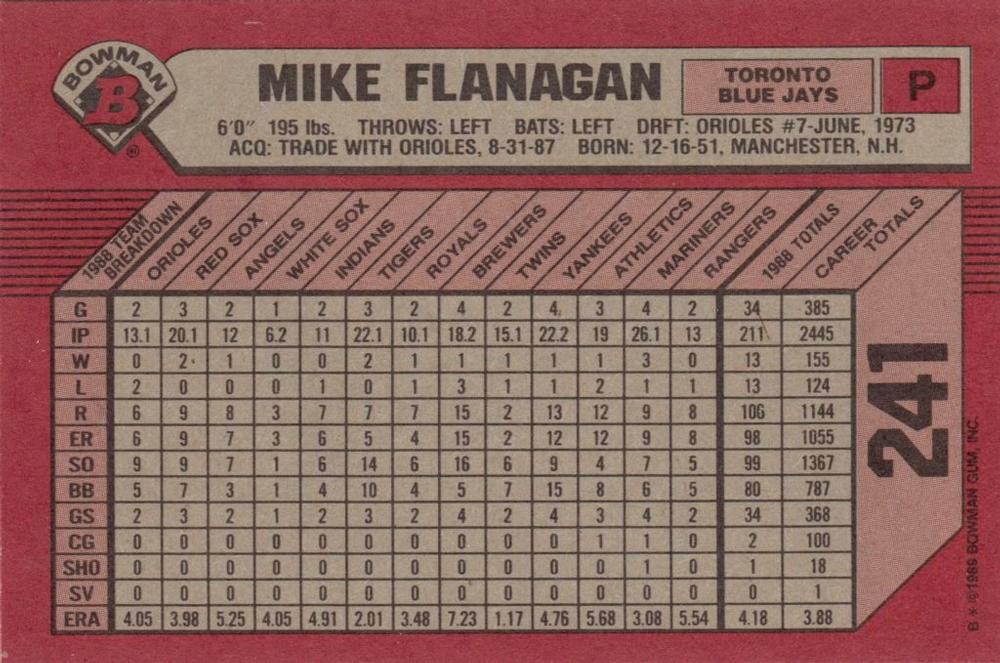 BOWMAN
B
MIKE FLANAGAN
TORONTO
BLUE JAYS
P
6'0" 195 lbs. THROWS: LEFT BATS: LEFT DRFT: ORIOLES #7-JUNE, 1973
ACQ: TRADE WITH ORIOLES, 8-31-87 BORN: 12-16-51, MANCHESTER, N.H.
1988 TEAM
BREAKDOWN
ORIOLES
RED SOX
ANGELS
WHITE SOX
INDIANS
TIGERS
ROYALS
BREWERS
TWINS
YANKEES
ATHLETICS
MARINERS
RANGERS
1988 TOTALS
CAREER
TOTALS
G 2 3 2 1 2 3 2 4 2 4 3 4 2 34 385
IP 13.1 20.1 12 6.2 11 22.1 10.1 18.2 15.1 22.2 19 26.1 13 211 2445
W 0 2 1 0 0 2 1 1 1 1 1 3 0 13 155
L 2 0 0 0 1 0 1 3 1 1 2 1 1 13 124
R 6 9 8 3 7 7 7 15 2 13 12 9 8 106 1144
ER 6 9 7 3 6 5 4 15 2 12 12 9 8 98 1055
SO 9 9 7 1 6 14 6 16 6 9 4 7 5 99 1367
BB 5 7 3 1 4 10 4 5 7 15 8 6 5 80 787
GS 2 3 2 1 2 3 2 4 2 4 3 4 2 34 368
CG 0 0 0 0 0 0 0 0 0 0 1 1 0 2 100
SHO 0 0 0 0 0 0 0 0 0 0 0 1 0 1 18
SV 0 0 0 0 0 0 0 0 0 0 0 0 0 0 1
ERA 4.05 3.98 5.25 4.05 4.91 2.01 3.48 7.23 1.17 4.76 5.68 3.08 5.54 4.18 3.88
241
B * ©1989 BOWMAN GUM, INC.